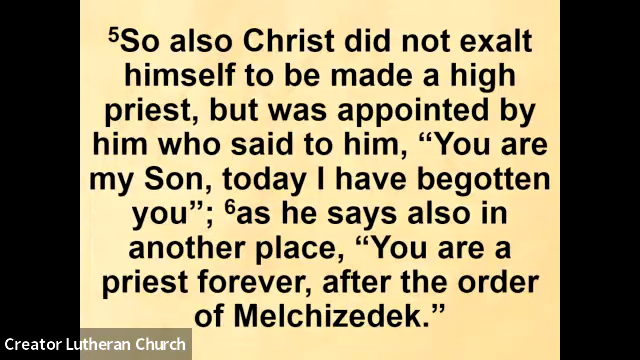 ⁵So also Christ did not exalt
himself to be made a high
priest, but was appointed by
him who said to him, “You are
my Son, today I have begotten
you”; ⁶as he says also in
another place, “You are a
priest forever, after the order
of Melchizedek.”
Creator Lutheran Church